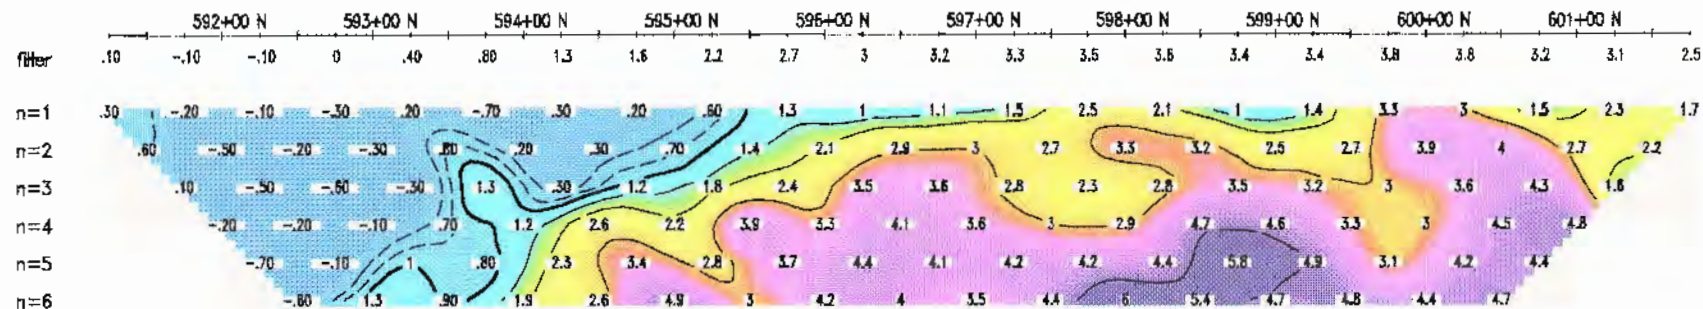 592+00 N 593+00 N 594+00 N 595+00 N 596+00 N 597+00 N 598+00 N 599+00 N 600+00 N 601+00 N
filter .10 -.10 -.10 0 .40 .80 1.3 1.6 2.2 2.7 3 3.2 3.3 3.5 3.6 3.4 3.4 3.8 3.8 3.2 3.1 2.5
n=1 .30 -.20 -.10 -.30 .20 -.70 .30 .20 .60 1.3 1 1.1 1.5 2.5 2.1 1 1.4 3.3 3 1.5 2.3 1.7
n=2 .60 -.50 -.20 -.30 .80 .20 .30 .70 1.4 2.1 2.9 3 2.7 3.3 3.2 2.5 2.7 3.9 4 2.7 2.2
n=3 .10 -.50 -.60 -.30 1.3 .30 1.2 1.8 2.4 3.5 3.6 2.8 2.3 2.8 3.5 3.2 3 3.6 4.3 1.6
n=4 -.20 -.30 -.10 .70 1.2 2.6 2.2 3.9 3.3 4.1 3.6 3 2.9 4.7 4.6 3.3 3 4.5 4.8
n=5 -.70 -.10 1 .80 2.3 3.4 2.8 3.7 4.4 4.1 4.2 4.2 4.4 5.8 4.9 3.1 4.2 4.4
n=6 -.60 1.3 .90 1.9 2.6 4.9 3 4.2 4 3.5 4.4 6 5.4 4.7 4.8 4.4 4.7